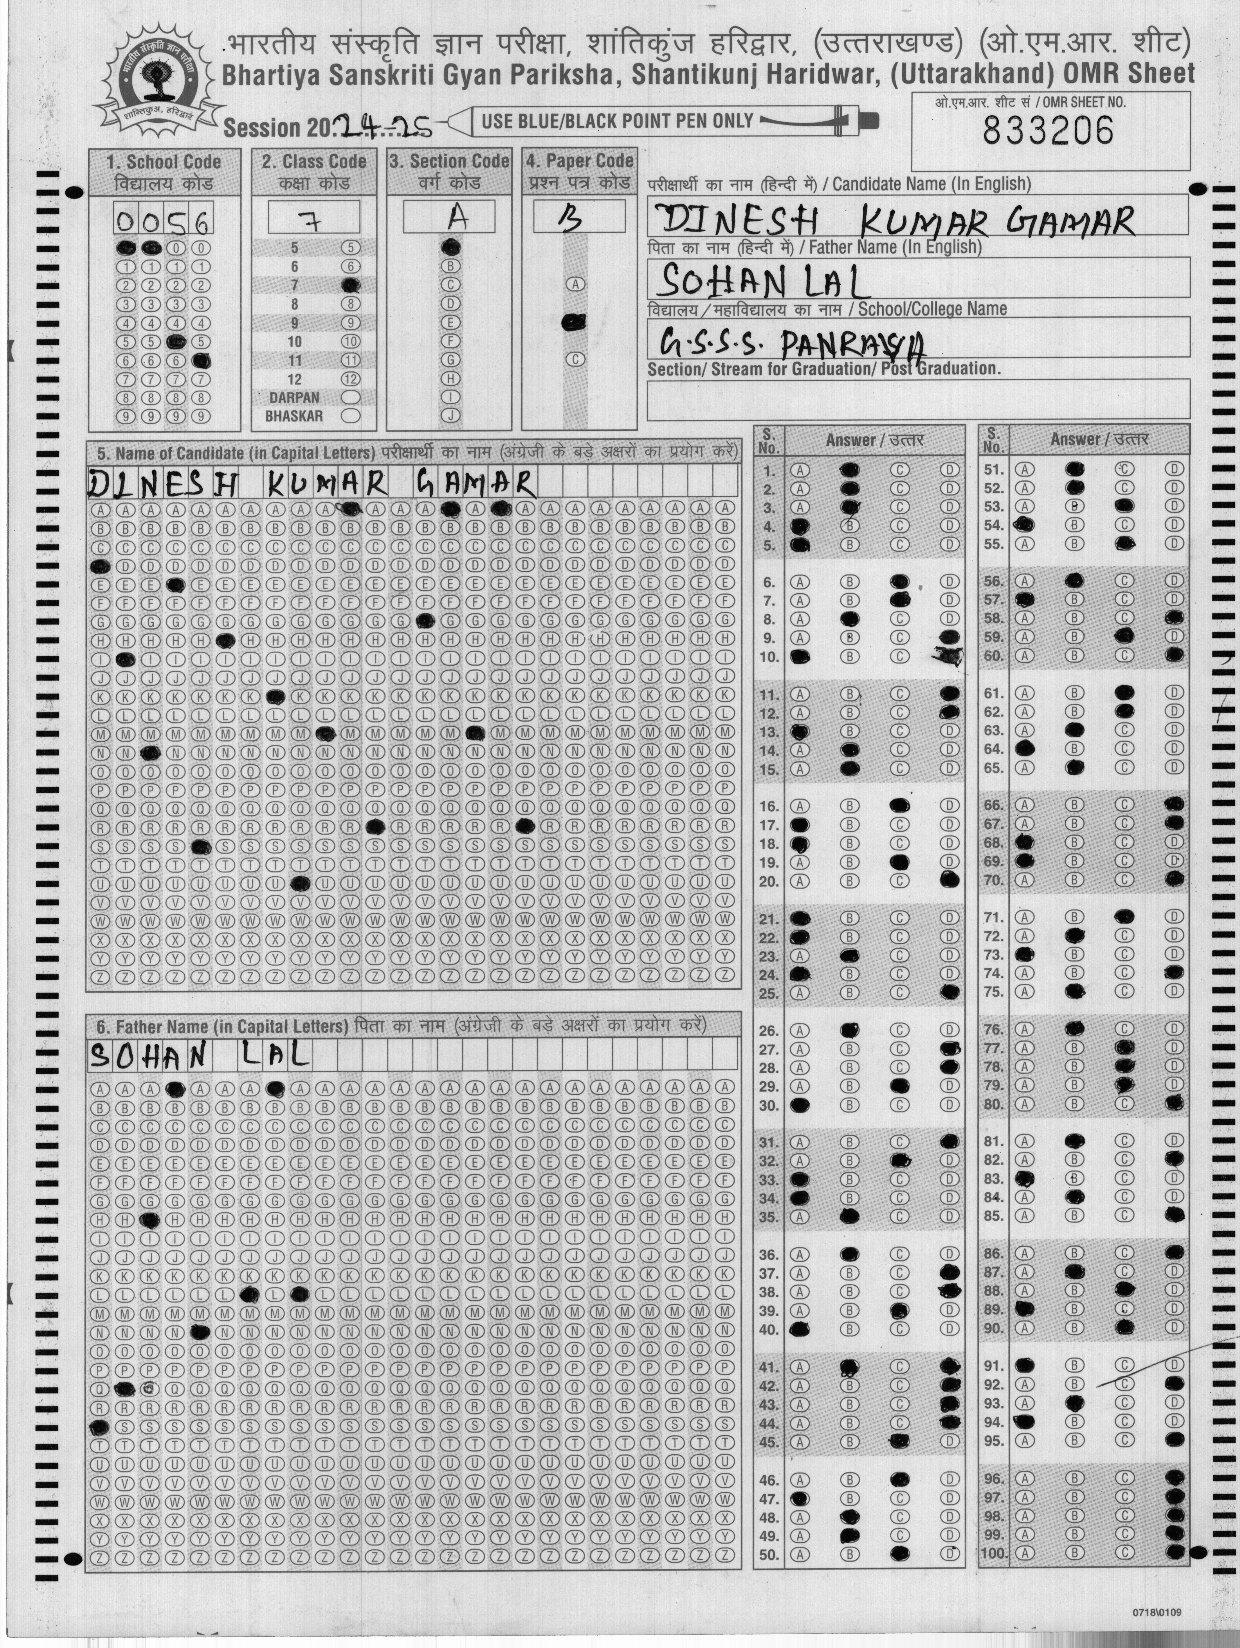 भारतीय संस्कृति ज्ञान परीक्षा, शांतिकुंज हरिद्वार, (उत्तराखण्ड) (ओ.एम.आर. शीट)
Bhartiya Sanskriti Gyan Pariksha, Shantikunj Haridwar, (Uttarakhand) OMR Sheet
Session 20 24-25
USE BLUE/BLACK POINT PEN ONLY
ओ.एम.आर. शीट सं / OMR SHEET NO.
833206
1. School Code
विद्यालय कोड
0056
2. Class Code
कक्षा कोड
7
5
6
7
8
9
10
11
12
DARPAN
BHASKAR
3. Section Code
वर्ग कोड
A
4. Paper Code
प्रश्न पत्र कोड
B
परीक्षार्थी का नाम (हिन्दी में) / Candidate Name (In English)
DINESH KUMAR GAMAR
पिता का नाम (हिन्दी में) / Father Name (In English)
SOHAN LAL
विद्यालय/महाविद्यालय का नाम / School/College Name
G.S.S.S.
Section/ Stream for Graduation/ Post Graduation.
5. Name of Candidate (in Capital Letters) परीक्षार्थी का नाम (अंग्रेजी के बड़े अक्षरों का प्रयोग करें)
DINESH KUMAR GAMAR
6. Father Name (in Capital Letters) पिता का नाम (अंग्रेजी के बड़े अक्षरों का प्रयोग करें)
SOHAN LAL
S. No. Answer / उत्तर
S. No. Answer / उत्तर
0718\0109